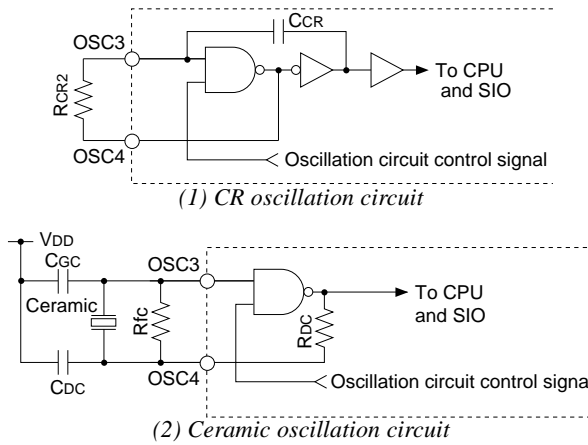 CCR
OSC3
RCR2
To CPU
and SIO
OSC4
Oscillation circuit control signal
(1) CR oscillation circuit
VDD
CGC
OSC3
Ceramic
Rfc
RDC
To CPU
and SIO
CDC
OSC4
Oscillation circuit control signal
(2) Ceramic oscillation circuit